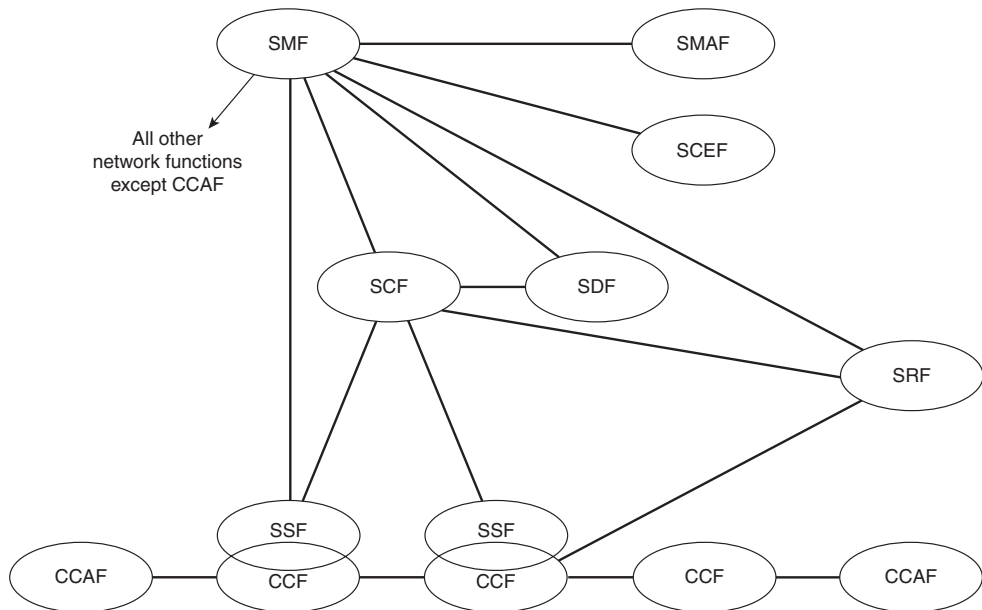 SMF
SMAF
All other
network functions
except CCAF
SCEF
SCF
SDF
SRF
SSF
SSF
CCAF
CCF
CCF
CCF
CCAF